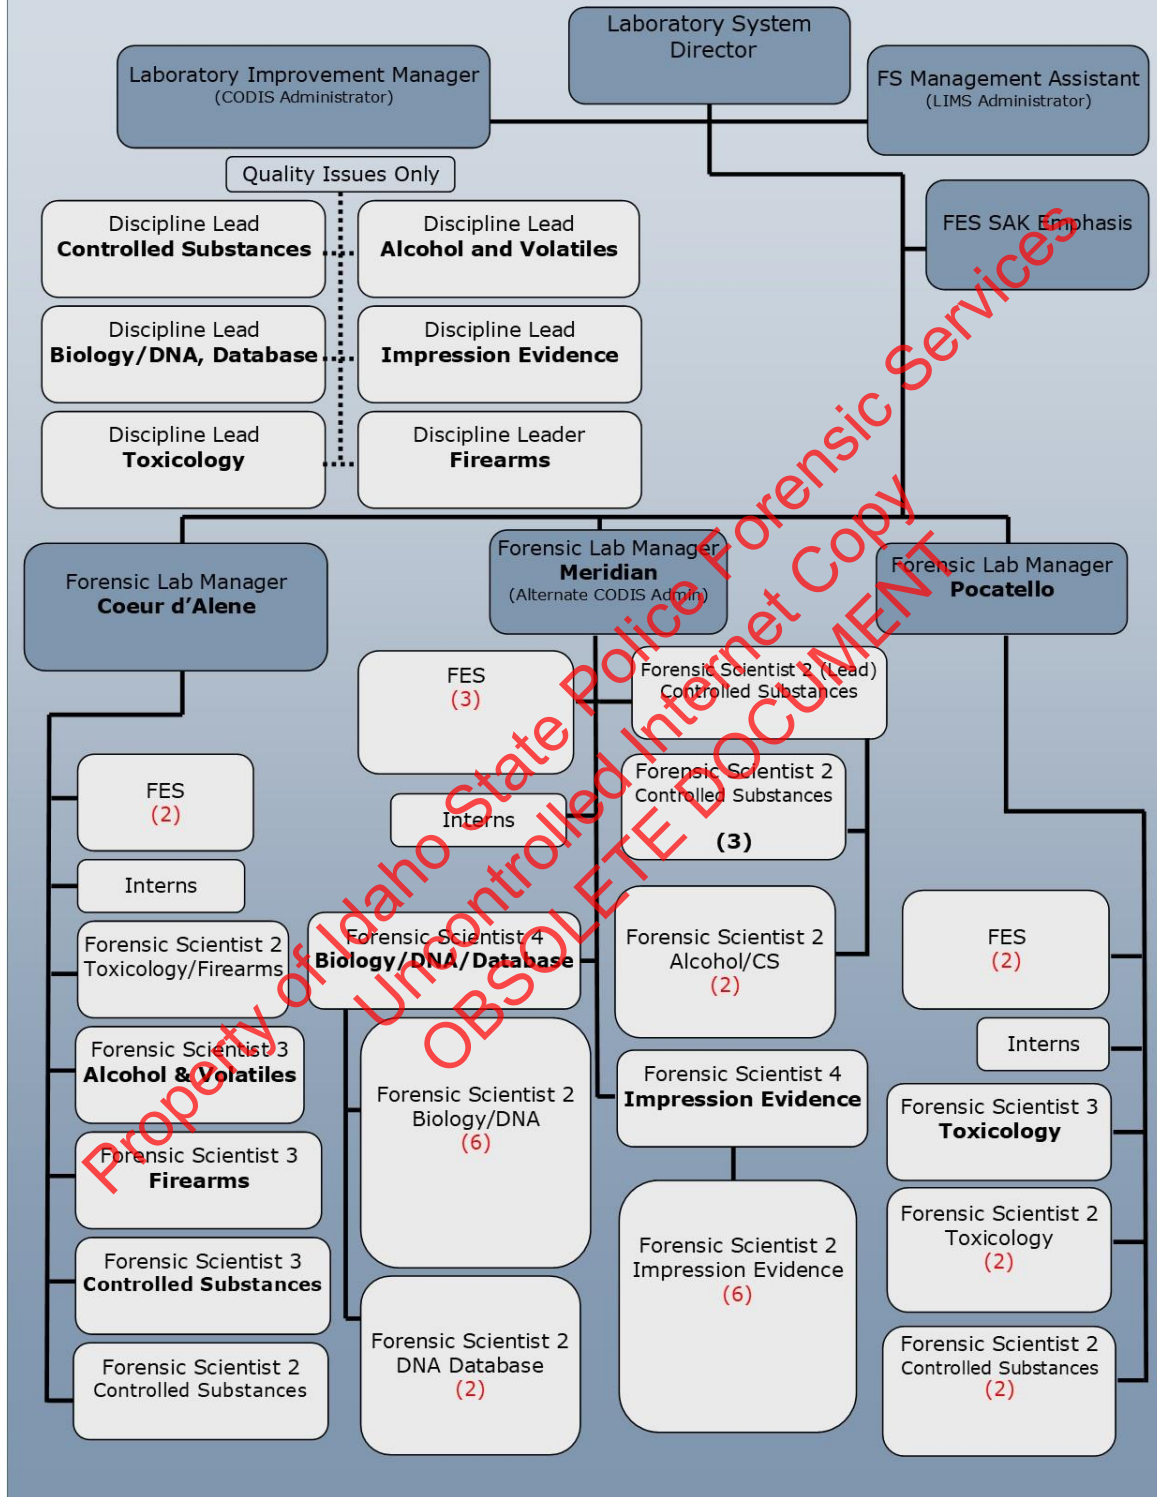 Laboratory System
Director
Laboratory Improvement Manager
(CODIS Administrator)
FS Management Assistant
(LIMS Administrator)
Quality Issues Only
FES SAK Emphasis
Discipline Lead
Controlled Substances
Discipline Lead
Alcohol and Volatiles
Discipline Lead
Biology/DNA, Database
Discipline Lead
Impression Evidence
Discipline Lead
Toxicology
Discipline Leader
Firearms
Forensic Lab Manager
Coeur d’Alene
Forensic Lab Manager
Meridian
(Alternate CODIS Admin)
Forensic Lab Manager
Pocatello
FES
(2)
Interns
Forensic Scientist 2
Toxicology/Firearms
Forensic Scientist 3
Alcohol & Volatiles
Forensic Scientist 3
Firearms
Forensic Scientist 3
Controlled Substances
Forensic Scientist 2
Controlled Substances
FES
(3)
Interns
Forensic Scientist 4
Biology/DNA/Database
Forensic Scientist 2
Biology/DNA
(6)
Forensic Scientist 2
DNA Database
(2)
Forensic Scientist 2 (Lead)
Controlled Substances
Forensic Scientist 2
Controlled Substances
(3)
Forensic Scientist 2
Alcohol/CS
(2)
Forensic Scientist 4
Impression Evidence
Forensic Scientist 2
Impression Evidence
(6)
FES
(2)
Interns
Forensic Scientist 3
Toxicology
Forensic Scientist 2
Toxicology
(2)
Forensic Scientist 2
Controlled Substances
(2)
Property of Idaho State Police Forensic Services
Uncontrolled Internet Copy
OBSOLETE DOCUMENT